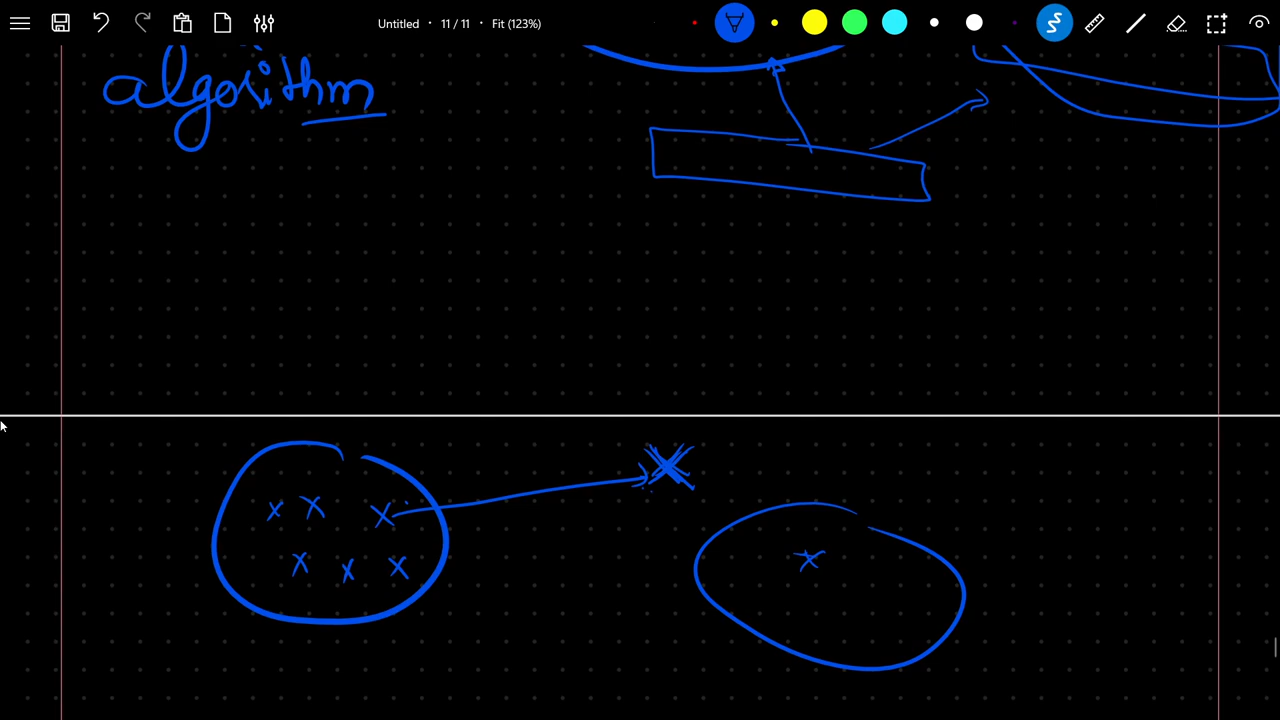 Untitled • 11 / 11 • Fit (123%)
algorithm